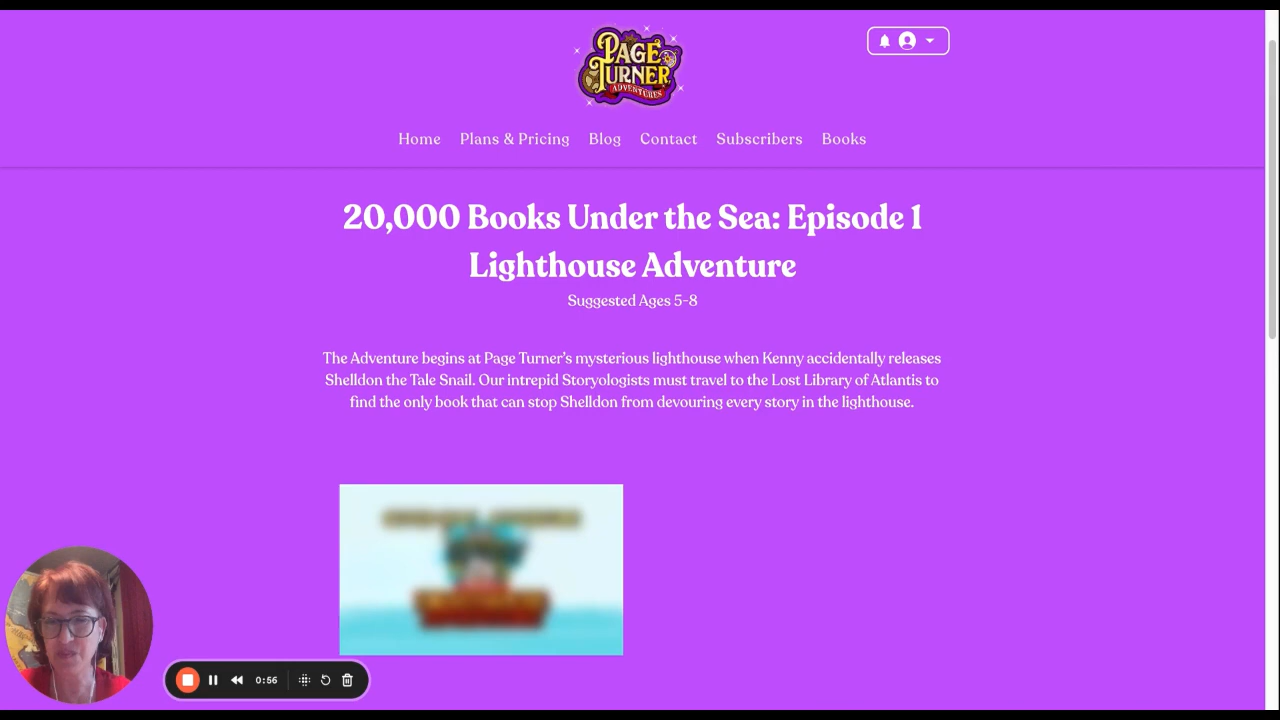 PAGE
TURNER
ADVENTURES
Home Plans & Pricing Blog Contact Subscribers Books
20,000 Books Under the Sea: Episode 1
Lighthouse Adventure
Suggested Ages 5-8
The Adventure begins at Page Turner's mysterious lighthouse when Kenny accidentally releases
Shelldon the Tale Snail. Our intrepid Storyologists must travel to the Lost Library of Atlantis to
find the only book that can stop Shelldon from devouring every story in the lighthouse.
0:56